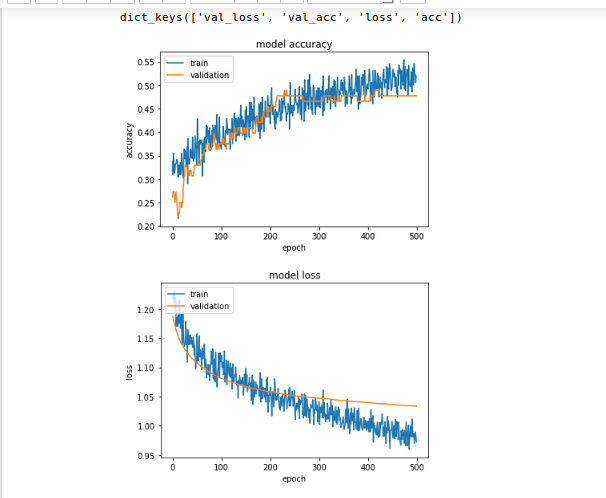 dict_keys(['val_loss', 'val_acc', 'loss', 'acc'])
model accuracy
train
validation
0.55
0.50
0.45
0.40
0.35
0.30
0.25
0.20
accuracy
0 100 200 300 400 500
epoch
model loss
train
validation
1.20
1.15
1.10
1.05
1.00
0.95
loss
0 100 200 300 400 500
epoch